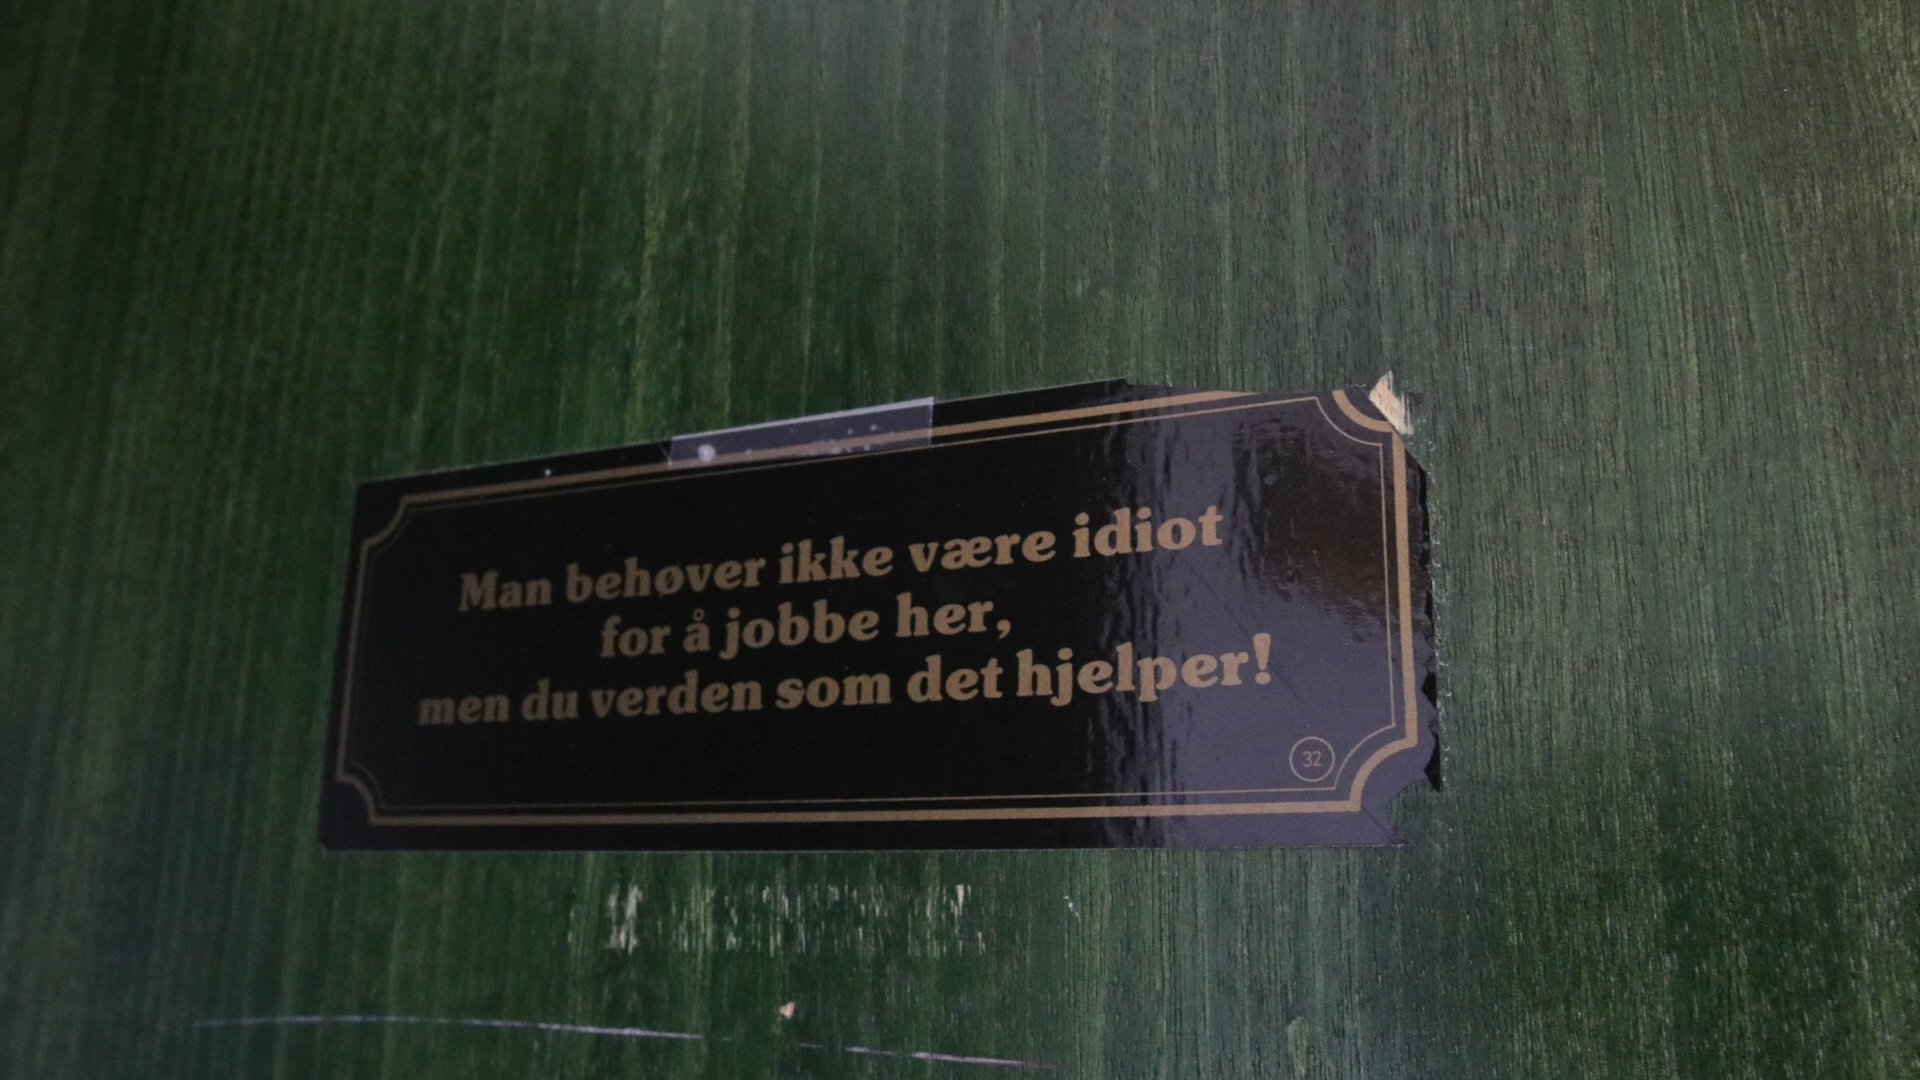 Man behøver ikke være idiot
for å jobbe her,
men du verden som det hjelper!
32